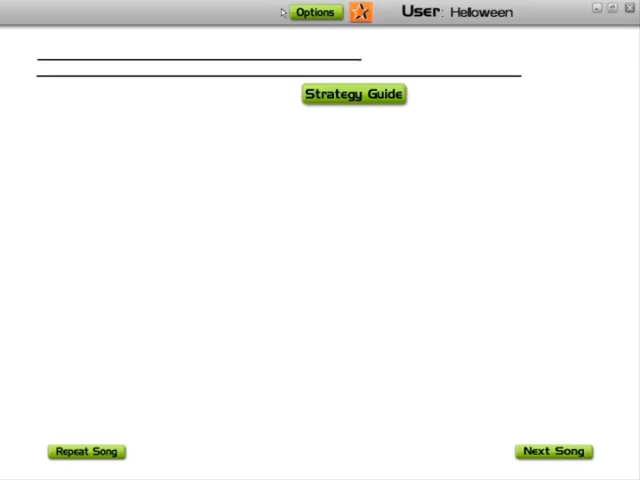 Options
User: Helloween
Strategy Guide
Repeat Song
Next Song